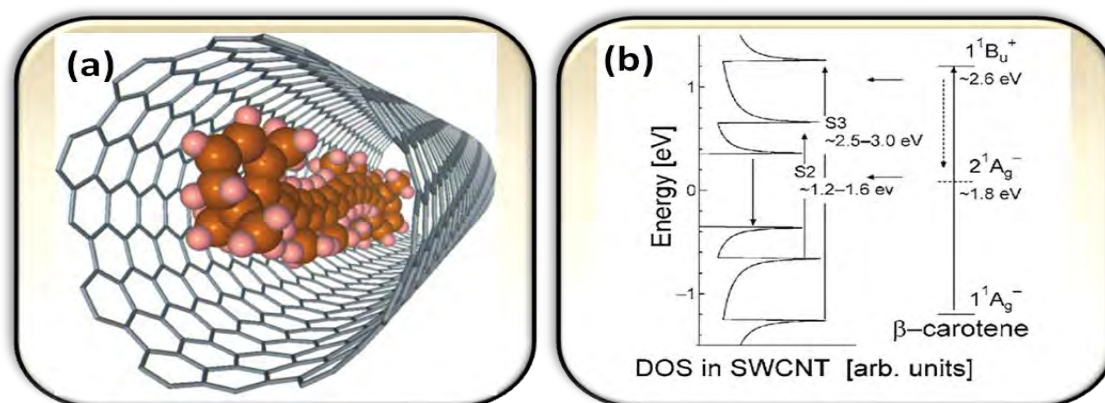 (a)
(b)
1
0
−1
Energy [eV]
S3
~2.5–3.0 eV
S2
~1.2–1.6 ev
DOS in SWCNT [arb. units]
1¹Bᵤ⁺
~2.6 eV
2¹A_g⁻
~1.8 eV
1¹A_g⁻
β–carotene